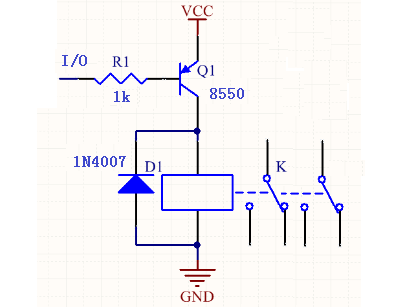 VCC
I/O
R1
1k
Q1
8550
1N4007
D1
K
GND